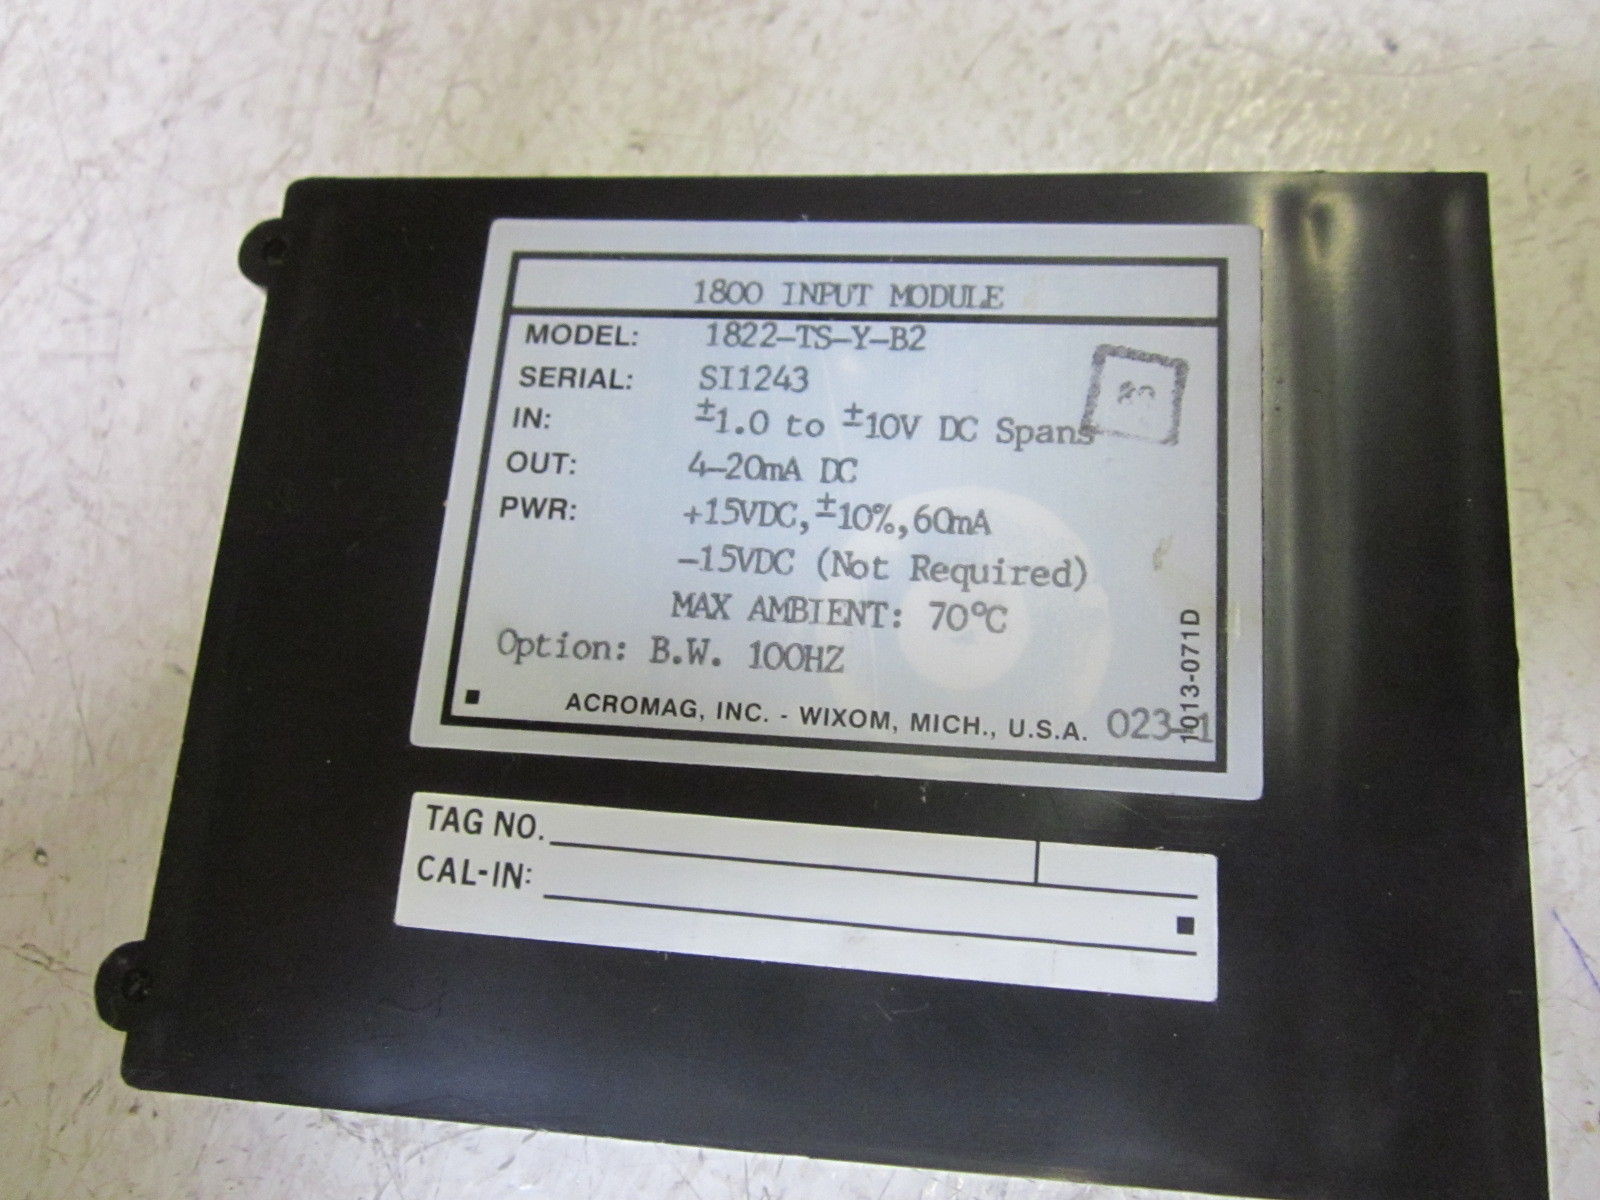 1800 INPUT MODULE
MODEL: 1822-TS-Y-B2
SERIAL: SI1243
IN: ±1.0 to ±10V DC Spans
OUT: 4-20mA DC
PWR: +15VDC, ±10%, 60mA
-15VDC (Not Required)
MAX AMBIENT: 70°C
Option: B.W. 100HZ
ACROMAG, INC. - WIXOM, MICH., U.S.A. 023-1
1013-071D
TAG NO.
CAL-IN: